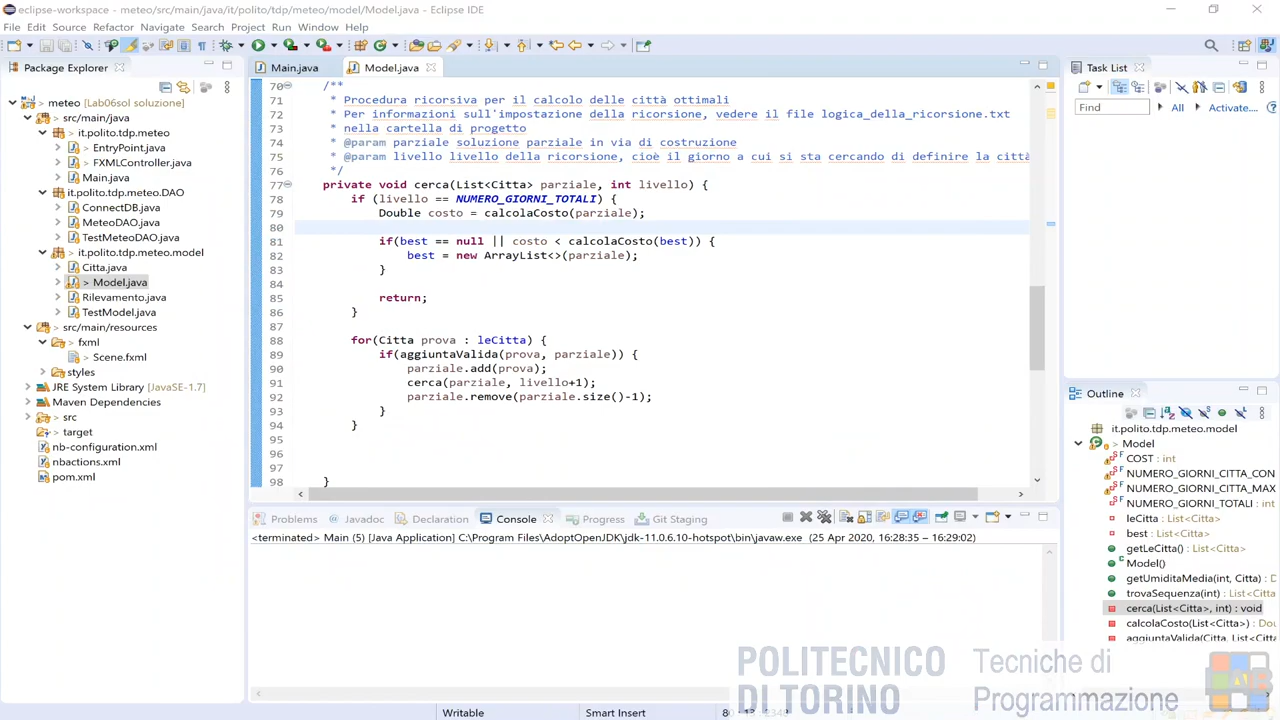 eclipse-workspace - meteo/src/main/java/it/polito/tdp/meteo/model/Model.java - Eclipse IDE
File Edit Source Refactor Navigate Search Project Run Window Help
Package Explorer
meteo [Lab06sol soluzione]
src/main/java
it.polito.tdp.meteo
EntryPoint.java
FXMLController.java
Main.java
it.polito.tdp.meteo.DAO
ConnectDB.java
MeteoDAO.java
TestMeteoDAO.java
it.polito.tdp.meteo.model
Citta.java
Model.java
Rilevamento.java
TestModel.java
src/main/resources
fxml
Scene.fxml
styles
JRE System Library [JavaSE-1.7]
Maven Dependencies
src
target
nb-configuration.xml
nbactions.xml
pom.xml
Main.java Model.java
70 /**
71 * Procedura ricorsiva per il calcolo delle città ottimali
72 * Per informazioni sull'impostazione della ricorsione, vedere il file logica_della_ricorsione.txt
73 * nella cartella di progetto
74 * @param parziale soluzione parziale in via di costruzione
75 * @param livello livello della ricorsione, cioè il giorno a cui si sta cercando di definire la città
76 */
77 private void cerca(List<Citta> parziale, int livello) {
78 if (livello == NUMERO_GIORNI_TOTALI) {
79 Double costo = calcolaCosto(parziale);
80
81 if(best == null || costo < calcolaCosto(best)) {
82 best = new ArrayList<>(parziale);
83 }
84
85 return;
86 }
87
88 for(Citta prova : leCitta) {
89 if(aggiuntaValida(prova, parziale)) {
90 parziale.add(prova);
91 cerca(parziale, livello+1);
92 parziale.remove(parziale.size()-1);
93 }
94 }
95
96
97
98 }
Problems Javadoc Declaration Console Progress Git Staging
<terminated> Main (5) [Java Application] C:\Program Files\AdoptOpenJDK\jdk-11.0.6.10-hotspot\bin\javaw.exe (25 Apr 2020, 16:28:35 – 16:29:02)
Task List
Find All Activate...
Outline
it.polito.tdp.meteo.model
Model
COST : int
NUMERO_GIORNI_CITTA_CON
NUMERO_GIORNI_CITTA_MAX
NUMERO_GIORNI_TOTALI : int
leCitta : List<Citta>
best : List<Citta>
getLeCitta() : List<Citta>
Model()
getUmiditaMedia(int, Citta) : D
trovaSequenza(int) : List<Citta
cerca(List<Citta>, int) : void
calcolaCosto(List<Citta>) : Dou
aggiuntaValida(Citta, List<Citta
POLITECNICO
DI TORINO
Tecniche di
Programmazione
Writable Smart Insert